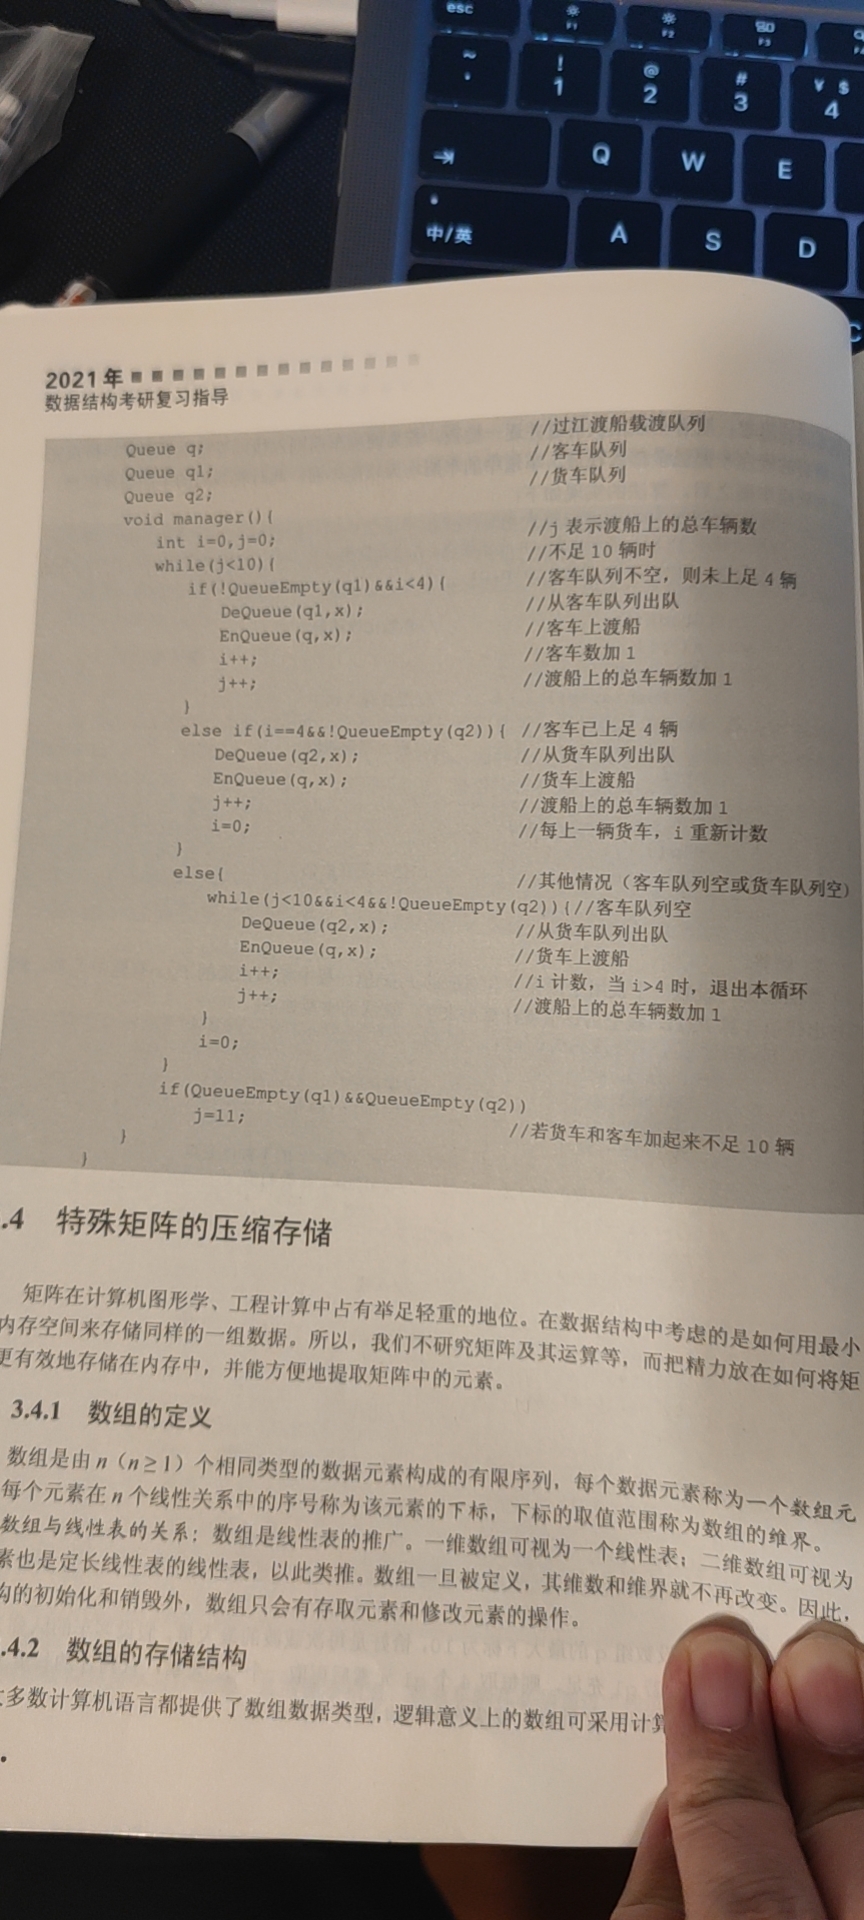 esc
F1
F2
F3
~
!
1
@
2
#
3
¥ $
4
Q
W
E
中/英
A
S
D
C
2021年
数据结构考研复习指导
Queue q; //过江渡船载渡队列
Queue q1; //客车队列
Queue q2; //货车队列
void manager(){
int i=0,j=0; //j 表示渡船上的总车辆数
while(j<10){ //不足 10 辆时
if(!QueueEmpty(q1)&&i<4){ //客车队列不空，则未上足 4 辆
DeQueue(q1,x); //从客车队列出队
EnQueue(q,x); //客车上渡船
i++; //客车数加 1
j++; //渡船上的总车辆数加 1
}
else if(i==4&&!QueueEmpty(q2)){ //客车已上足 4 辆
DeQueue(q2,x); //从货车队列出队
EnQueue(q,x); //货车上渡船
j++; //渡船上的总车辆数加 1
i=0; //每上一辆货车，i 重新计数
}
else{ //其他情况（客车队列空或货车队列空）
while(j<10&&i<4&&!QueueEmpty(q2)){//客车队列空
DeQueue(q2,x); //从货车队列出队
EnQueue(q,x); //货车上渡船
i++; //i 计数，当 i>4 时，退出本循环
j++; //渡船上的总车辆数加 1
}
i=0;
}
if(QueueEmpty(q1)&&QueueEmpty(q2))
j=11; //若货车和客车加起来不足 10 辆
}
}
.4 特殊矩阵的压缩存储
矩阵在计算机图形学、工程计算中占有举足轻重的地位。在数据结构中考虑的是如何用最小
内存空间来存储同样的一组数据。所以，我们不研究矩阵及其运算等，而把精力放在如何将矩
更有效地存储在内存中，并能方便地提取矩阵中的元素。
3.4.1 数组的定义
数组是由 n（n≥1）个相同类型的数据元素构成的有限序列，每个数据元素称为一个数组元
每个元素在 n 个线性关系中的序号称为该元素的下标，下标的取值范围称为数组的维界。
数组与线性表的关系：数组是线性表的推广。一维数组可视为一个线性表；二维数组可视为
素也是定长线性表的线性表，以此类推。数组一旦被定义，其维数和维界就不再改变。因此，
构的初始化和销毁外，数组只会有存取元素和修改元素的操作。
.4.2 数组的存储结构
多数计算机语言都提供了数组数据类型，逻辑意义上的数组可采用计算